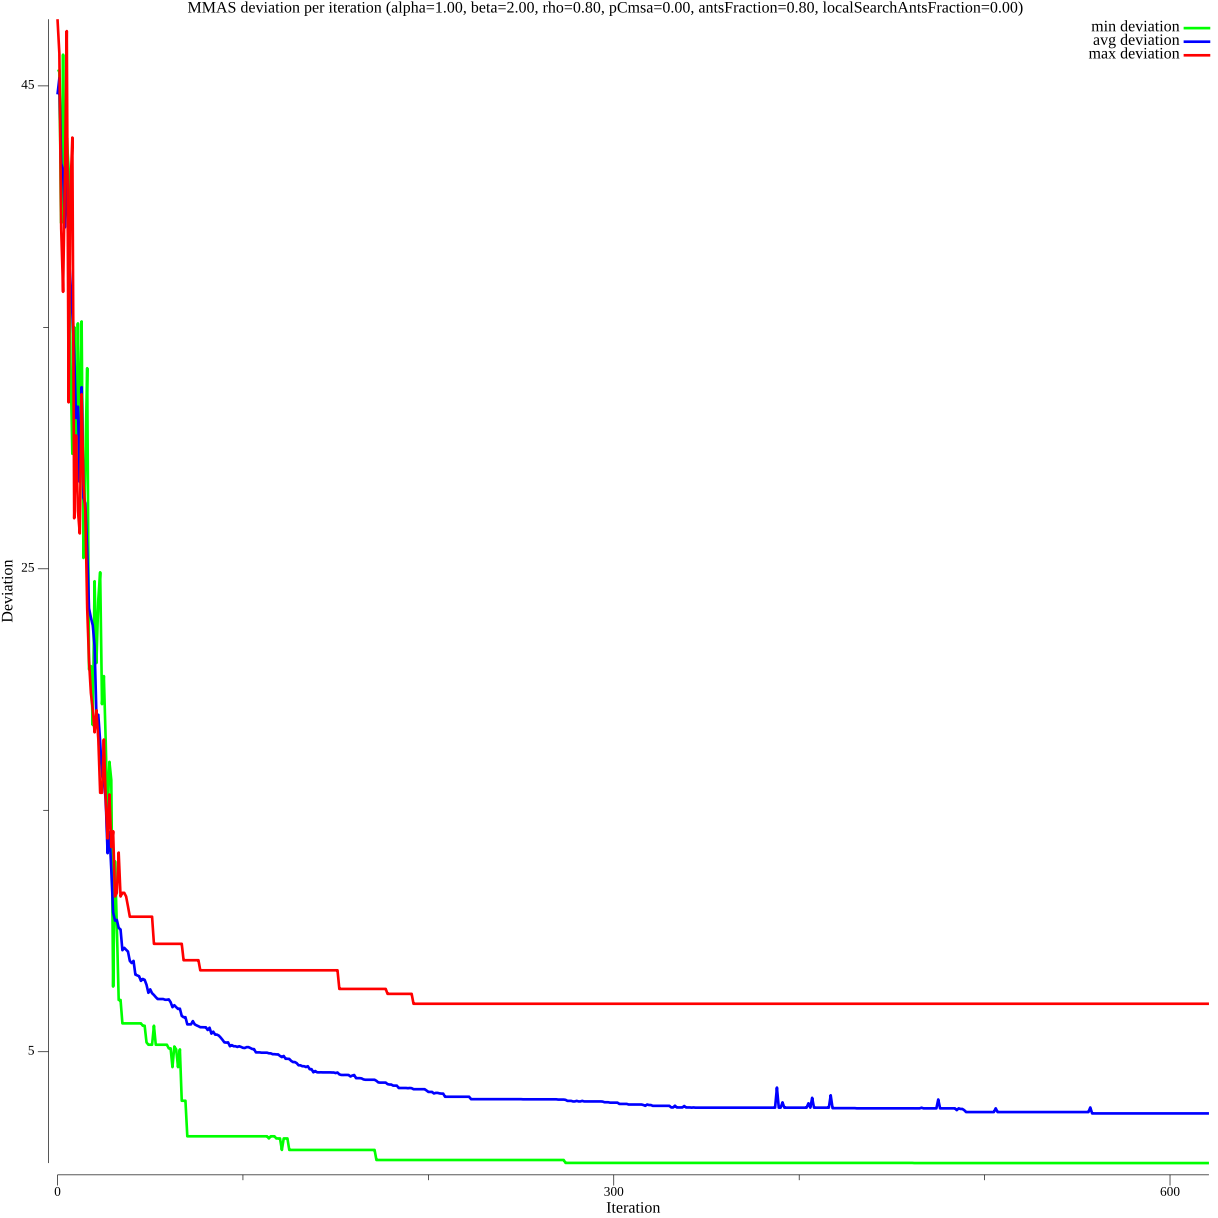 MMAS deviation per iteration (alpha=1.00, beta=2.00, rho=0.80, pCmsa=0.00, antsFraction=0.80, localSearchAntsFraction=0.00)
min deviation
avg deviation
max deviation
45
25
5
Deviation
0
300
600
Iteration